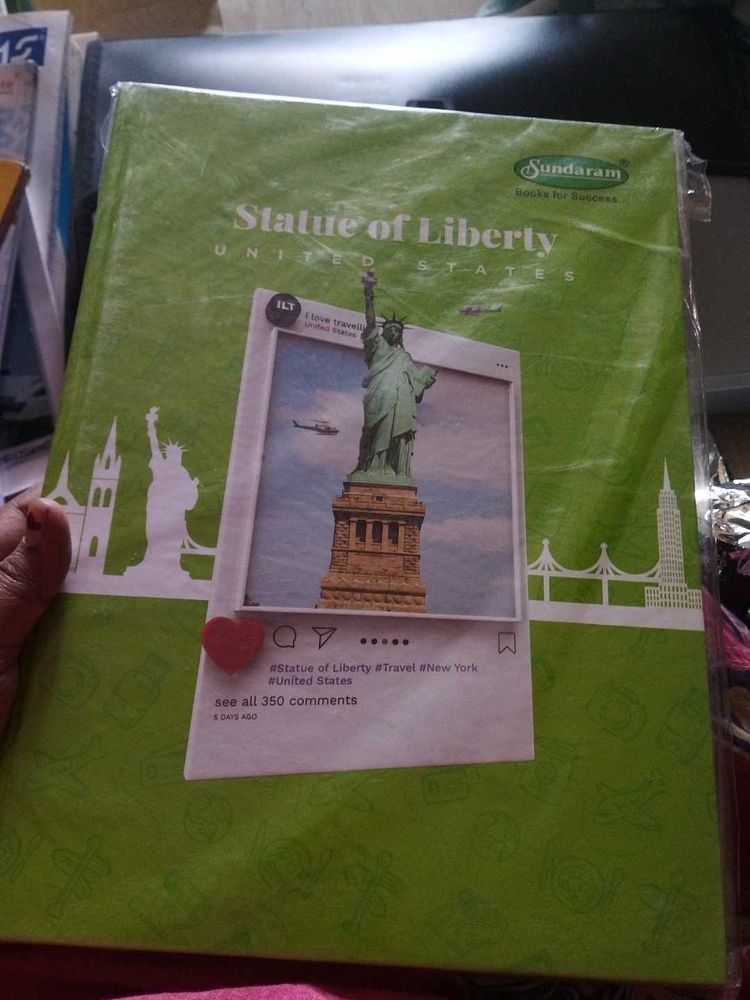 Sundaram®
Books for Success...
Statue of Liberty
UNITED STATES
ILT
i love travelli
United States
#Statue of Liberty #Travel #New York
#United States
see all 350 comments
5 DAYS AGO